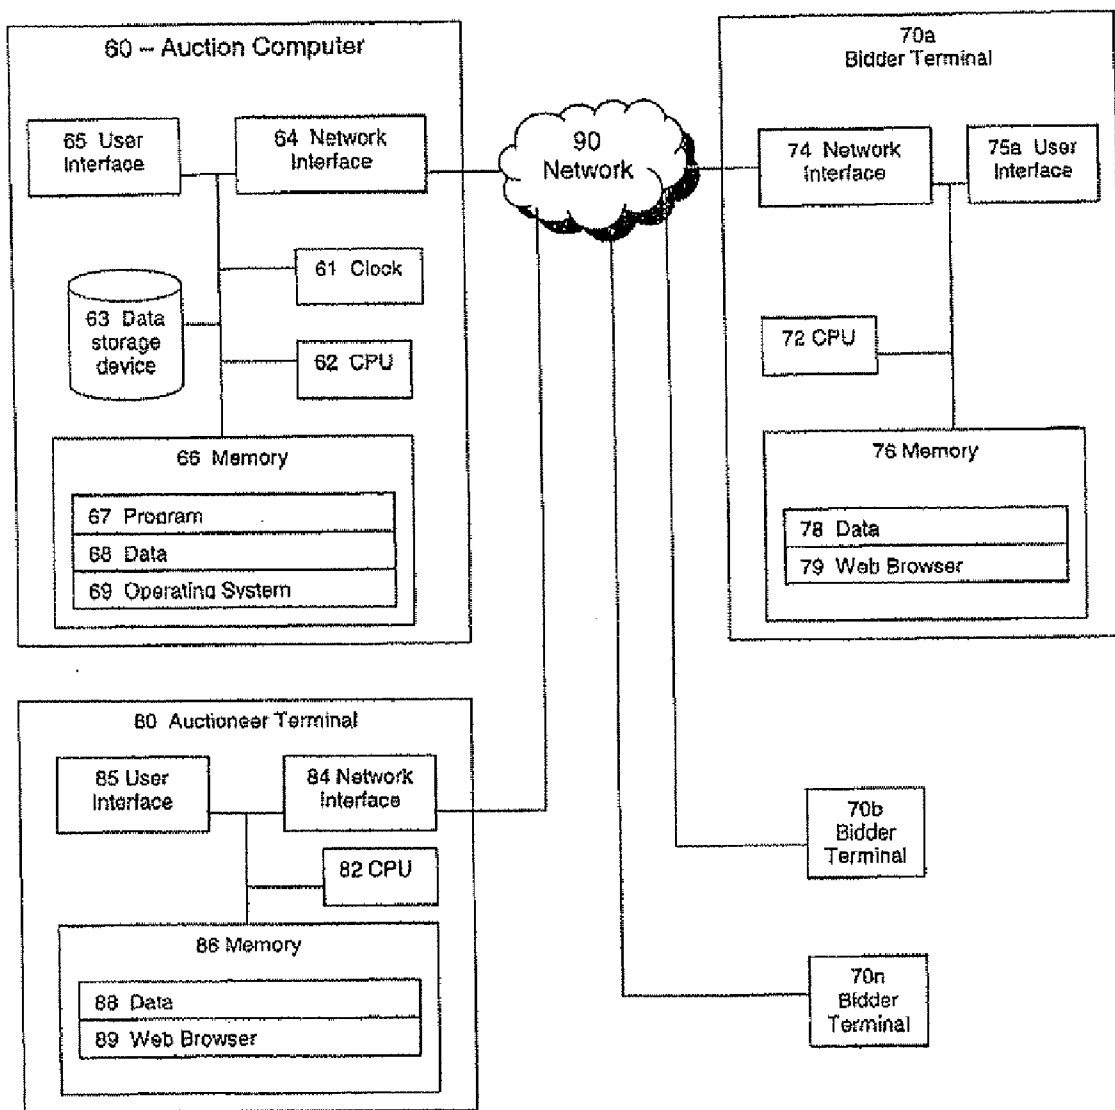 60 – Auction Computer
65 User
Interface
64 Network
Interface
61 Clock
63 Data
storage
device
62 CPU
66 Memory
67 Program
68 Data
69 Operating System
90
Network
70a
Bidder Terminal
74 Network
Interface
75a User
Interface
72 CPU
76 Memory
78 Data
79 Web Browser
80 Auctioneer Terminal
85 User
Interface
84 Network
Interface
82 CPU
86 Memory
88 Data
89 Web Browser
70b
Bidder
Terminal
70n
Bidder
Terminal